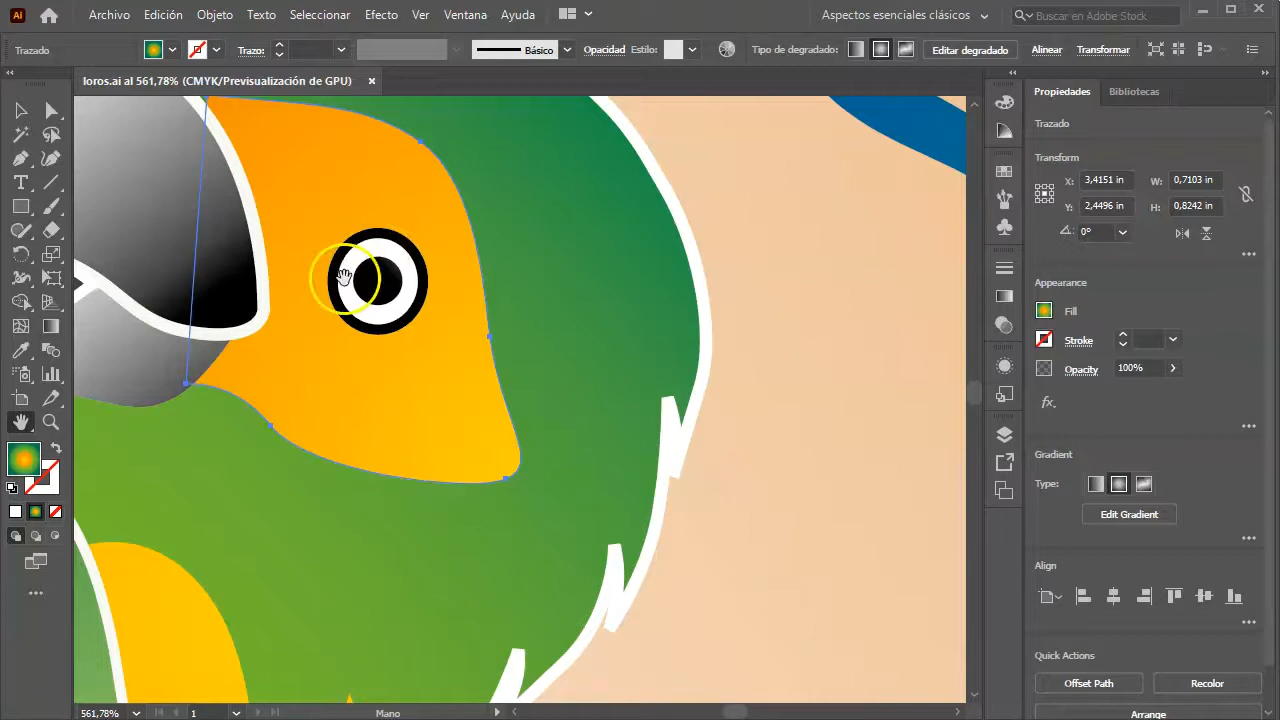 Ai
Archivo Edición Objeto Texto Seleccionar Efecto Ver Ventana Ayuda
Aspectos esenciales clásicos
Buscar en Adobe Stock
Trazado
Trazo:
Básico
Opacidad
Estilo:
Tipo de degradado:
Editar degradado
Alinear
Transformar
loros.ai al 561,78% (CMYK/Previsualización de GPU)
Propiedades
Bibliotecas
Trazado
Transform
X: 3,4151 in W: 0,7103 in
Y: 2,4496 in H: 0,8242 in
0°
Appearance
Fill
Stroke
Opacity 100%
fx.
Gradient
Type:
Edit Gradient
Align
Quick Actions
Offset Path
Recolor
Arrange
561,78%
1
Mano